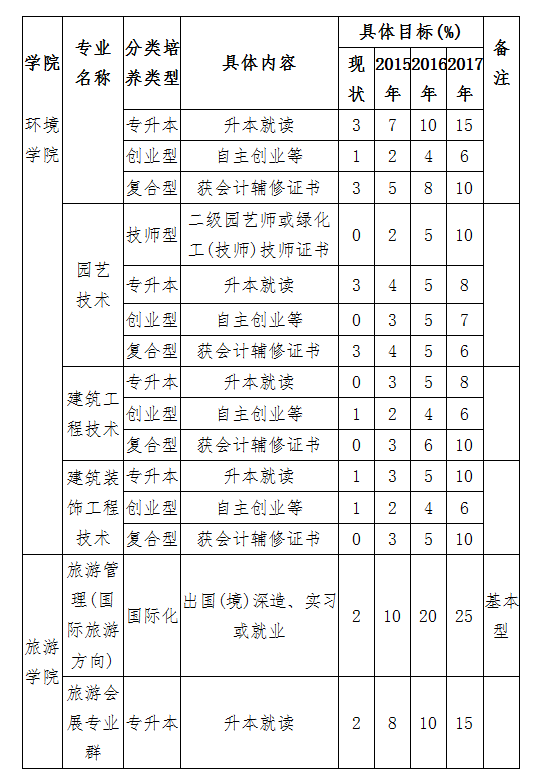 学院 专业名称 分类培养类型 具体内容 具体目标(%) 备注
现状 2015年 2016年 2017年
环境学院 专升本 升本就读 3 7 10 15
创业型 自主创业等 1 2 4 6
复合型 获会计辅修证书 3 5 8 10
园艺技术 技师型 二级园艺师或绿化工(技师)技师证书 0 2 5 10
专升本 升本就读 3 4 5 8
创业型 自主创业等 0 3 5 7
复合型 获会计辅修证书 3 4 5 6
建筑工程技术 专升本 升本就读 0 3 5 8
创业型 自主创业等 1 2 4 6
复合型 获会计辅修证书 0 3 6 10
建筑装饰工程技术 专升本 升本就读 1 3 5 10
创业型 自主创业等 1 2 4 6
复合型 获会计辅修证书 0 3 5 10
旅游学院 旅游管理(国际旅游方向) 国际化 出国(境)深造、实习或就业 2 10 20 25 基本型
旅游会展专业群 专升本 升本就读 2 8 10 15